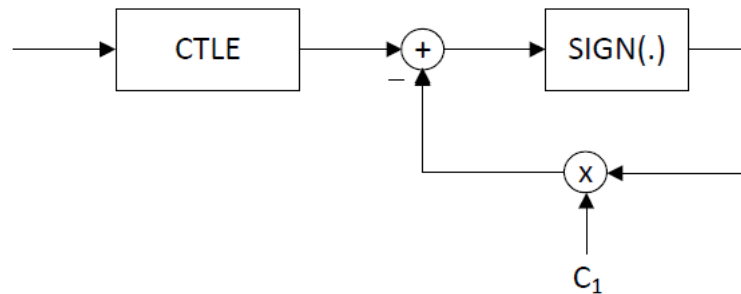 CTLE
+
SIGN(.)
–
x
C₁